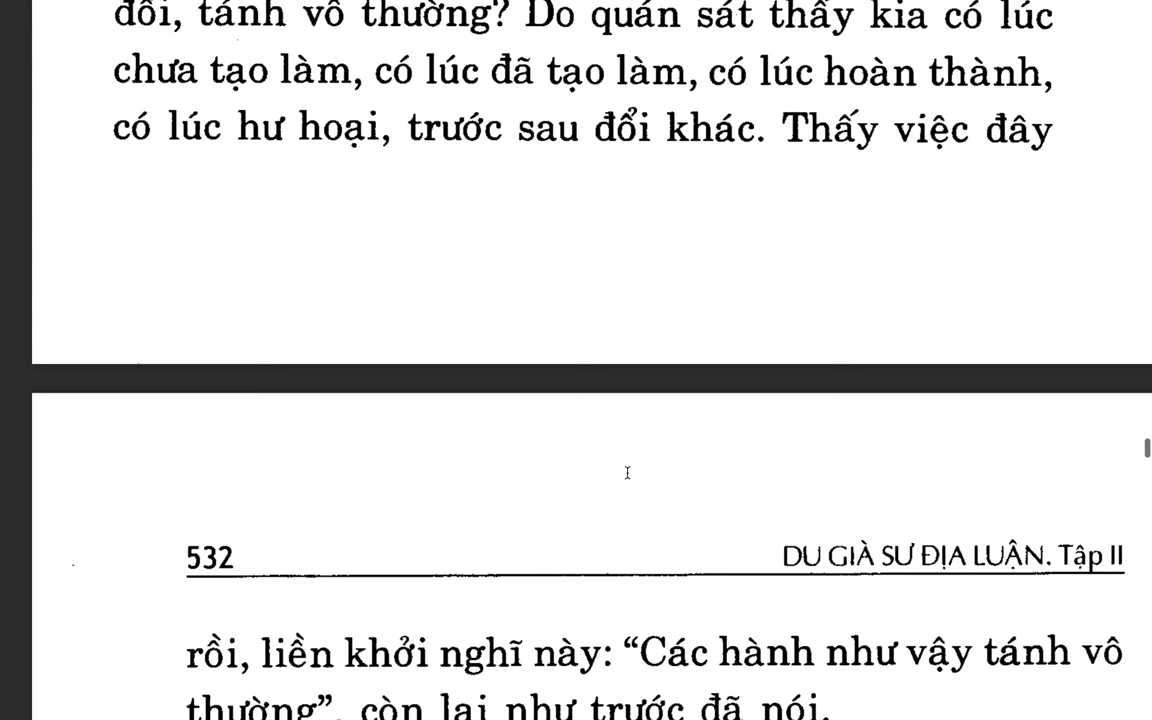 đổi, tánh vô thường? Do quán sát thấy kia có lúc
chưa tạo làm, có lúc đã tạo làm, có lúc hoàn thành,
có lúc hư hoại, trước sau đổi khác. Thấy việc đây
532
DU GIÀ SƯ ĐỊA LUẬN. Tập II
rồi, liền khởi nghĩ này: “Các hành như vậy tánh vô
thường”, còn lại như trước đã nói.